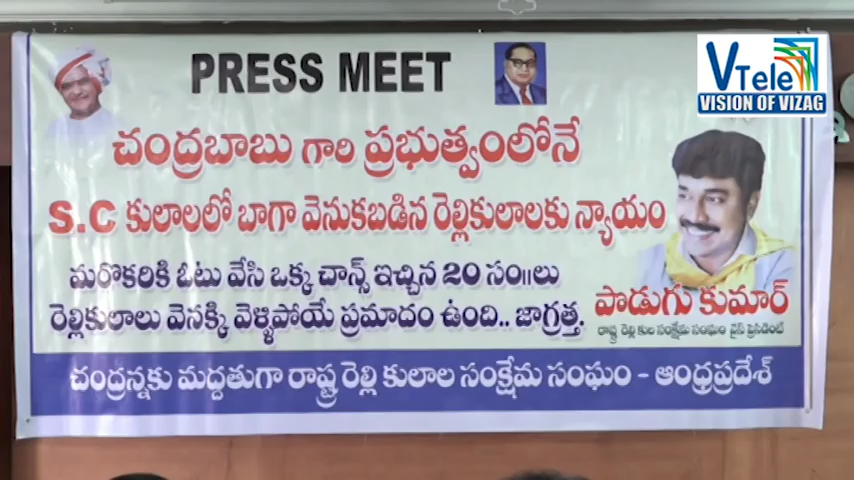 PRESS MEET
VTele
VISION OF VIZAG
చంద్రబాబు గారి ప్రభుత్వంలోనే
S.C కులాలలో బాగా వెనుకబడిన రెల్లికులాలకు న్యాయం
మరొకరికి ఓటు వేసి ఒక్క చాన్స్ ఇచ్చిన 20 సం॥లు
రెల్లికులాలు వెనక్కి వెళ్ళిపోయే ప్రమాదం ఉంది.. జాగ్రత్త.
పాడుగు కుమార్
రాష్ట్ర రెల్లి కుల సంక్షేమ సంఘం వైస్ ప్రెసిడెంట్
చంద్రన్నకు మద్దతుగా రాష్ట్ర రెల్లి కులాల సంక్షేమ సంఘం - ఆంధ్రప్రదేశ్